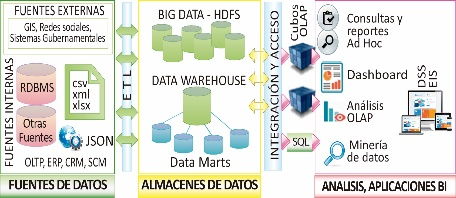 FUENTES EXTERNAS
GIS, Redes sociales,
Sistemas Gubernamentales
FUENTES INTERNAS
RDBMS
Otras
Fuentes
csv
xml
xlsx
JSON
OLTP, ERP, CRM, SCM
FUENTES DE DATOS
ETL
BIG DATA - HDFS
DATA WAREHOUSE
Data Marts
ALMACENES DE DATOS
INTEGRACIÓN Y ACCESO
Cubos
OLAP
SQL
Consultas y
reportes
Ad Hoc
Dashboard
Análisis
OLAP
Minería
de datos
DSS
EIS
ANALISIS, APLICACIONES BI